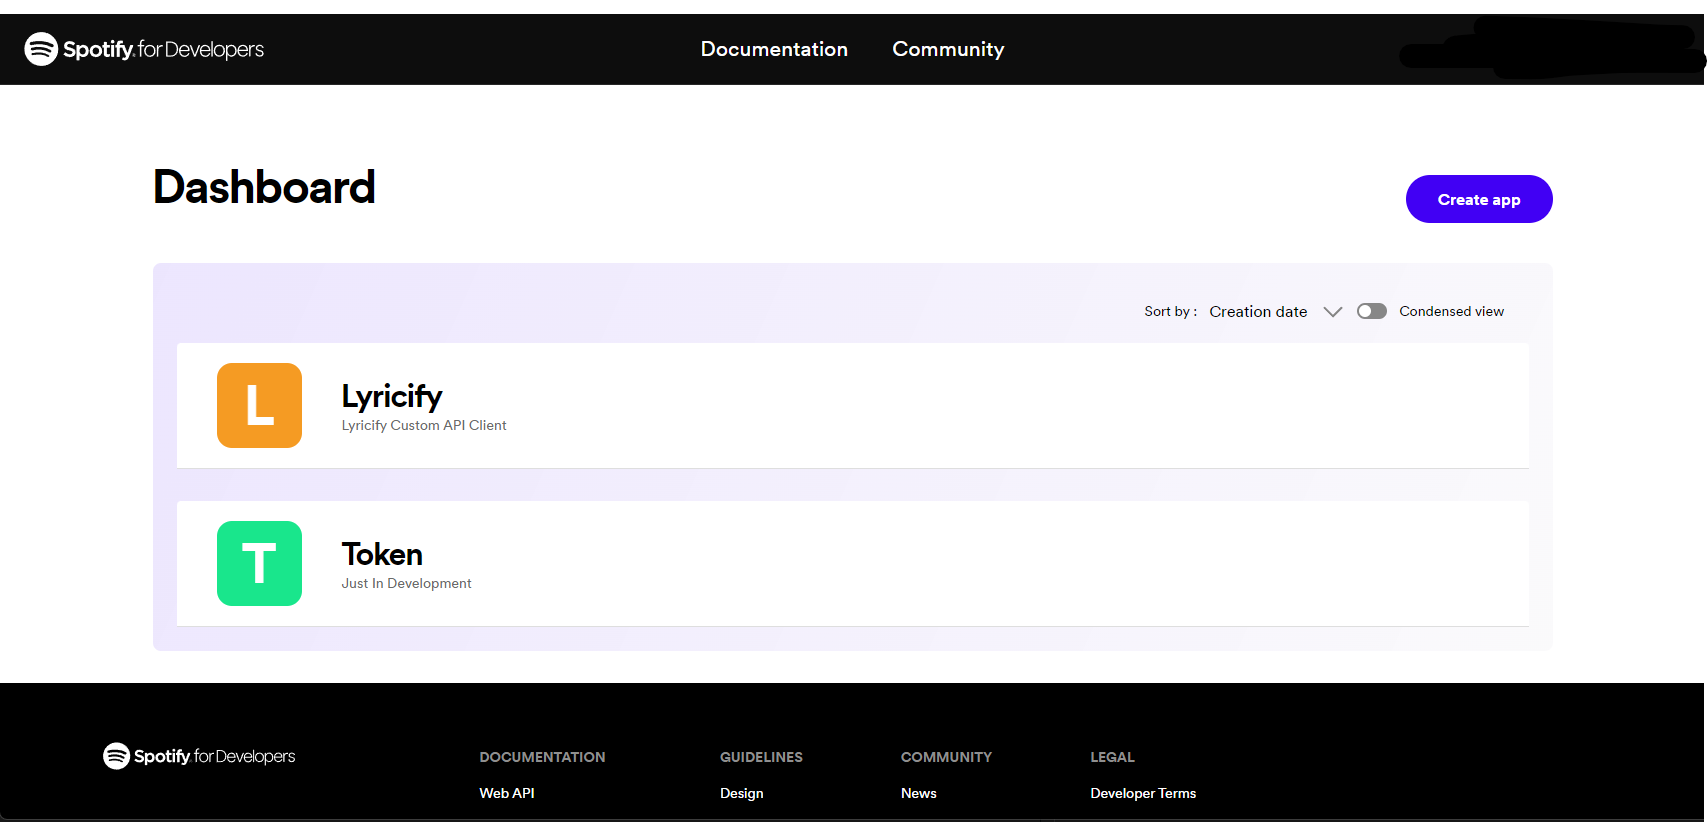 Spotify for Developers
Documentation Community
Dashboard
Create app
Sort by : Creation date Condensed view
L
Lyricify
Lyricify Custom API Client
T
Token
Just In Development
Spotify for Developers
DOCUMENTATION GUIDELINES COMMUNITY LEGAL
Web API Design News Developer Terms